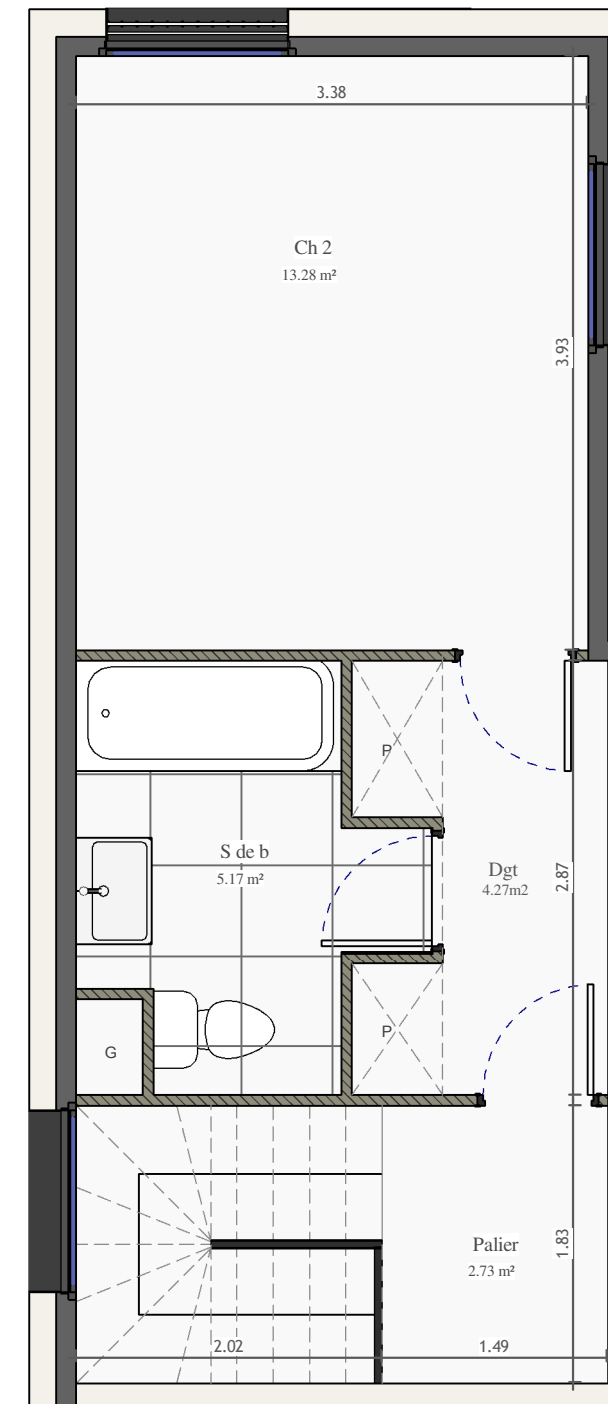 3.38
Ch 2
13.28 m²
3.93
P
S de b
5.17 m²
Dgt
4.27m2
2.87
P
G
Palier
2.73 m²
1.83
2.02
1.49